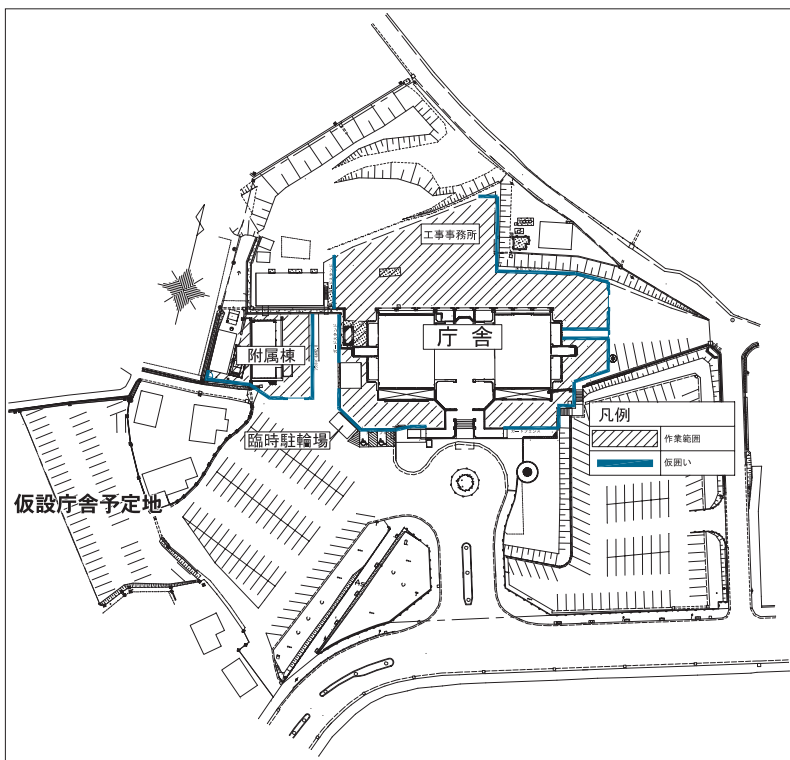 工事事務所
庁舎
附属棟
凡例
作業範囲
臨時駐輪場
仮囲い
仮設庁舎予定地